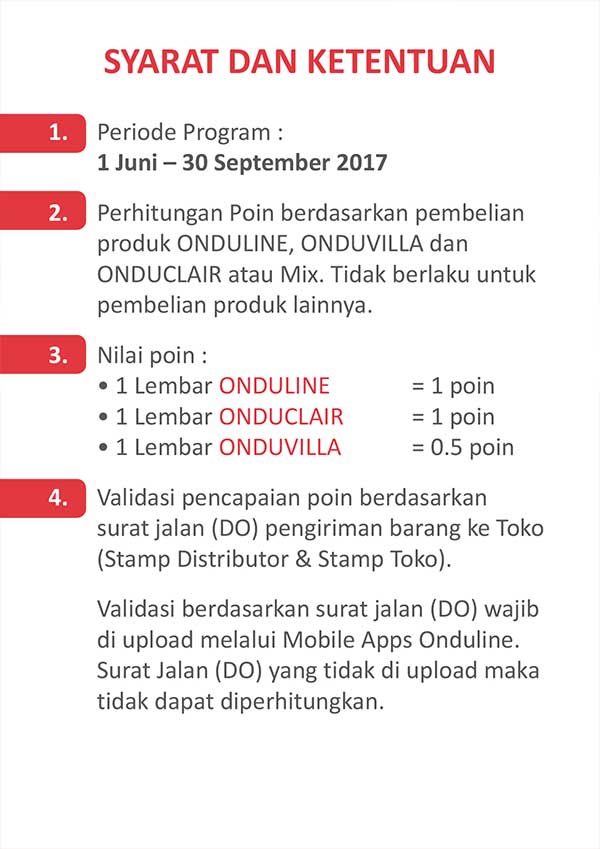 SYARAT DAN KETENTUAN
1. Periode Program :
1 Juni – 30 September 2017
2. Perhitungan Poin berdasarkan pembelian
produk ONDULINE, ONDUVILLA dan
ONDUCLAIR atau Mix. Tidak berlaku untuk
pembelian produk lainnya.
3. Nilai poin :
• 1 Lembar ONDULINE = 1 poin
• 1 Lembar ONDUCLAIR = 1 poin
• 1 Lembar ONDUVILLA = 0.5 poin
4. Validasi pencapaian poin berdasarkan
surat jalan (DO) pengiriman barang ke Toko
(Stamp Distributor & Stamp Toko).
Validasi berdasarkan surat jalan (DO) wajib
di upload melalui Mobile Apps Onduline.
Surat Jalan (DO) yang tidak di upload maka
tidak dapat diperhitungkan.